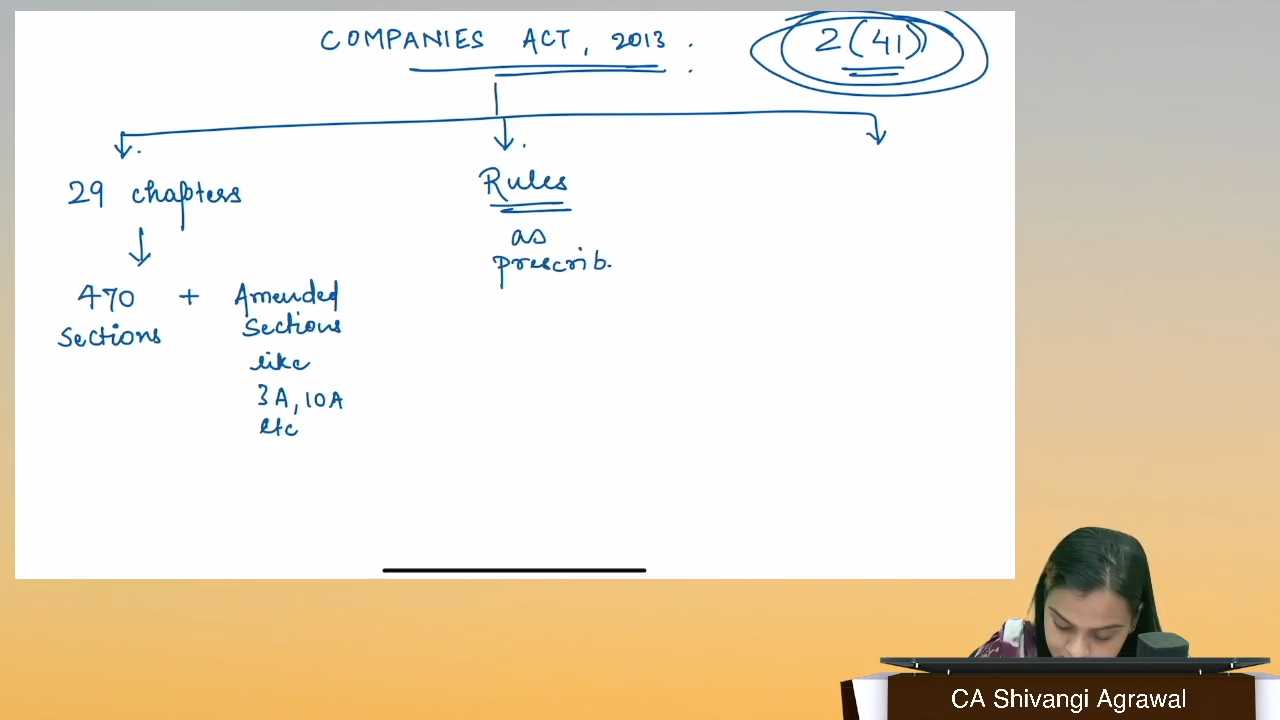 COMPANIES ACT, 2013.
2(41)
29 chapters
470 + Amended
sections sections
like
3A, 10A
etc
Rules
as
prescrib.
CA Shivangi Agrawal